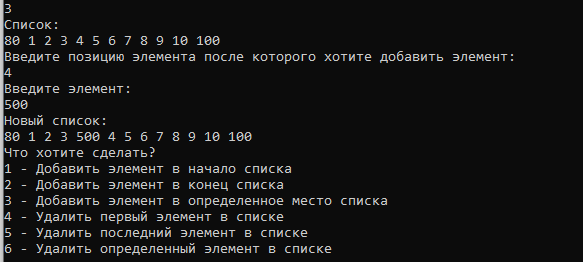 3
Список:
80 1 2 3 4 5 6 7 8 9 10 100
Введите позицию элемента после которого хотите добавить элемент:
4
Введите элемент:
500
Новый список:
80 1 2 3 500 4 5 6 7 8 9 10 100
Что хотите сделать?
1 - Добавить элемент в начало списка
2 - Добавить элемент в конец списка
3 - Добавить элемент в определенное место списка
4 - Удалить первый элемент в списке
5 - Удалить последний элемент в списке
6 - Удалить определенный элемент в списке